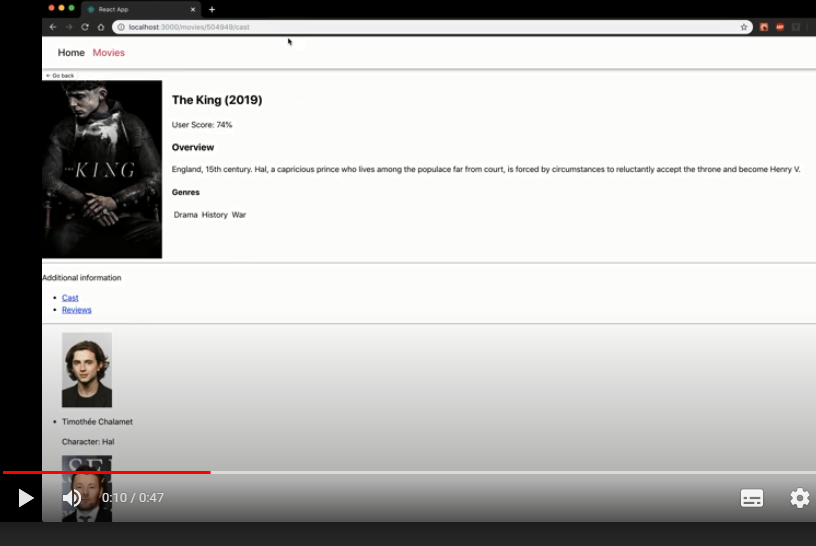 React App
localhost:3000/movies/504949/cast
Home Movies
← Go back
The King (2019)
User Score: 74%
Overview
England, 15th century. Hal, a capricious prince who lives among the populace far from court, is forced by circumstances to reluctantly accept the throne and become Henry V.
Genres
Drama History War
THE KING
Additional information
• Cast
• Reviews
• Timothée Chalamet
Character: Hal
0:10 / 0:47